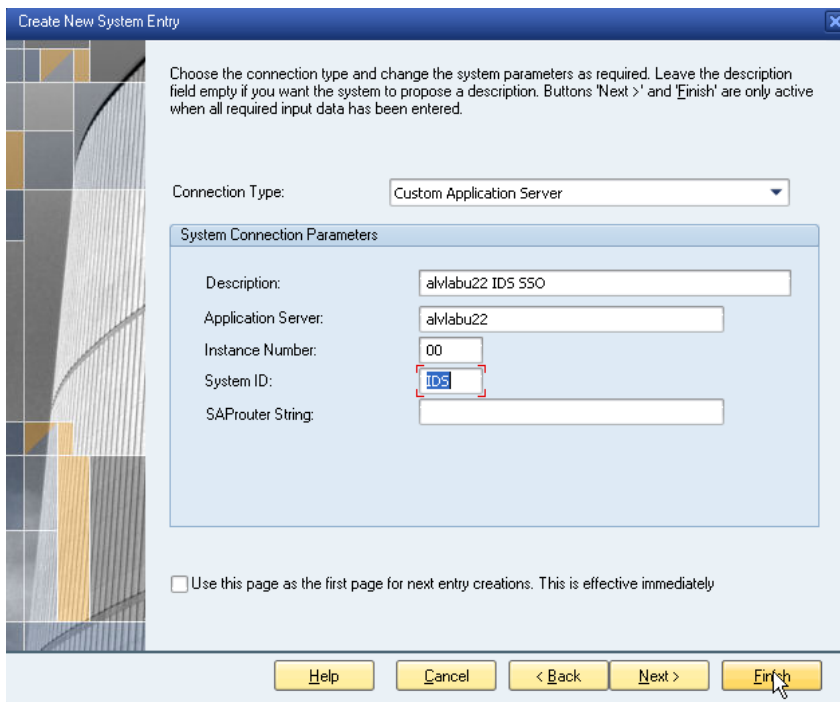 Create New System Entry
Choose the connection type and change the system parameters as required. Leave the description
field empty if you want the system to propose a description. Buttons 'Next >' and 'Finish' are only active
when all required input data has been entered.
Connection Type: Custom Application Server
System Connection Parameters
Description: alvlabu22 IDS SSO
Application Server: alvlabu22
Instance Number: 00
System ID: IDS
SAProuter String:
Use this page as the first page for next entry creations. This is effective immediately
Help Cancel < Back Next > Finish